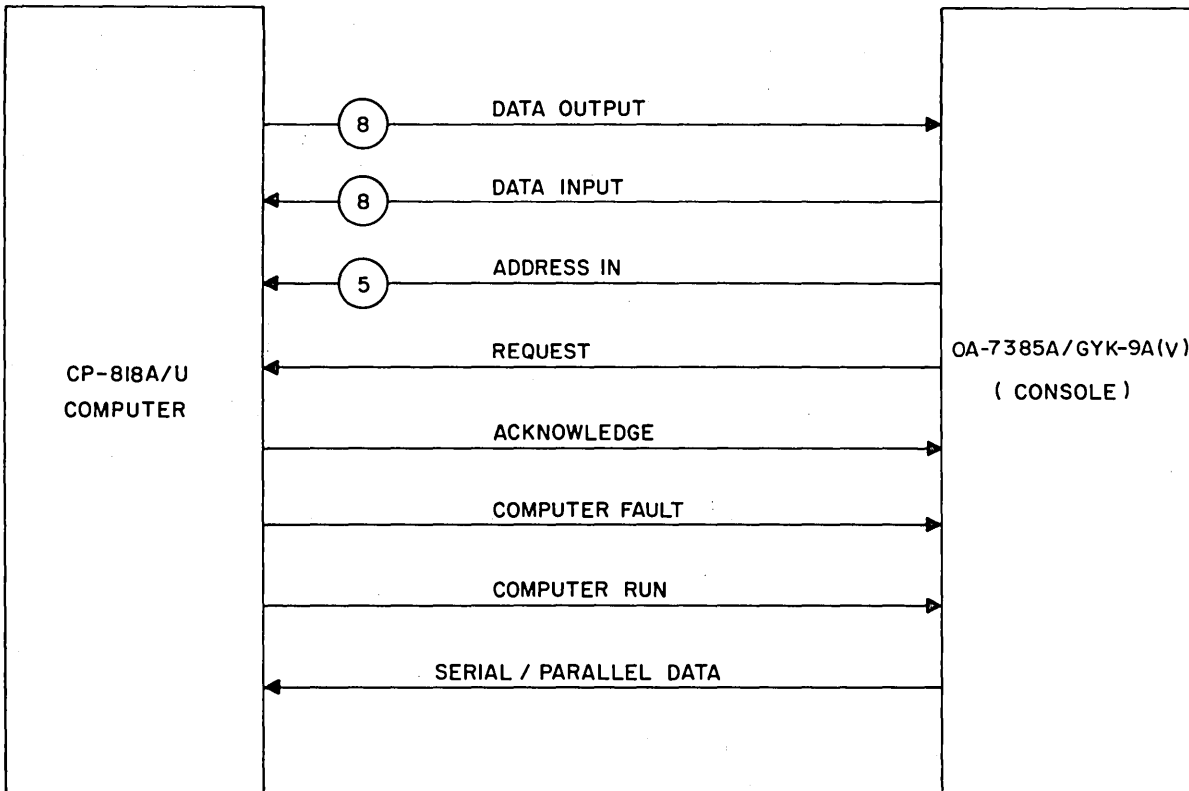 DATA OUTPUT
8
DATA INPUT
8
ADDRESS IN
5
REQUEST
CP-818A/U
COMPUTER
OA-7385A/GYK-9A(V)
( CONSOLE )
ACKNOWLEDGE
COMPUTER FAULT
COMPUTER RUN
SERIAL / PARALLEL DATA